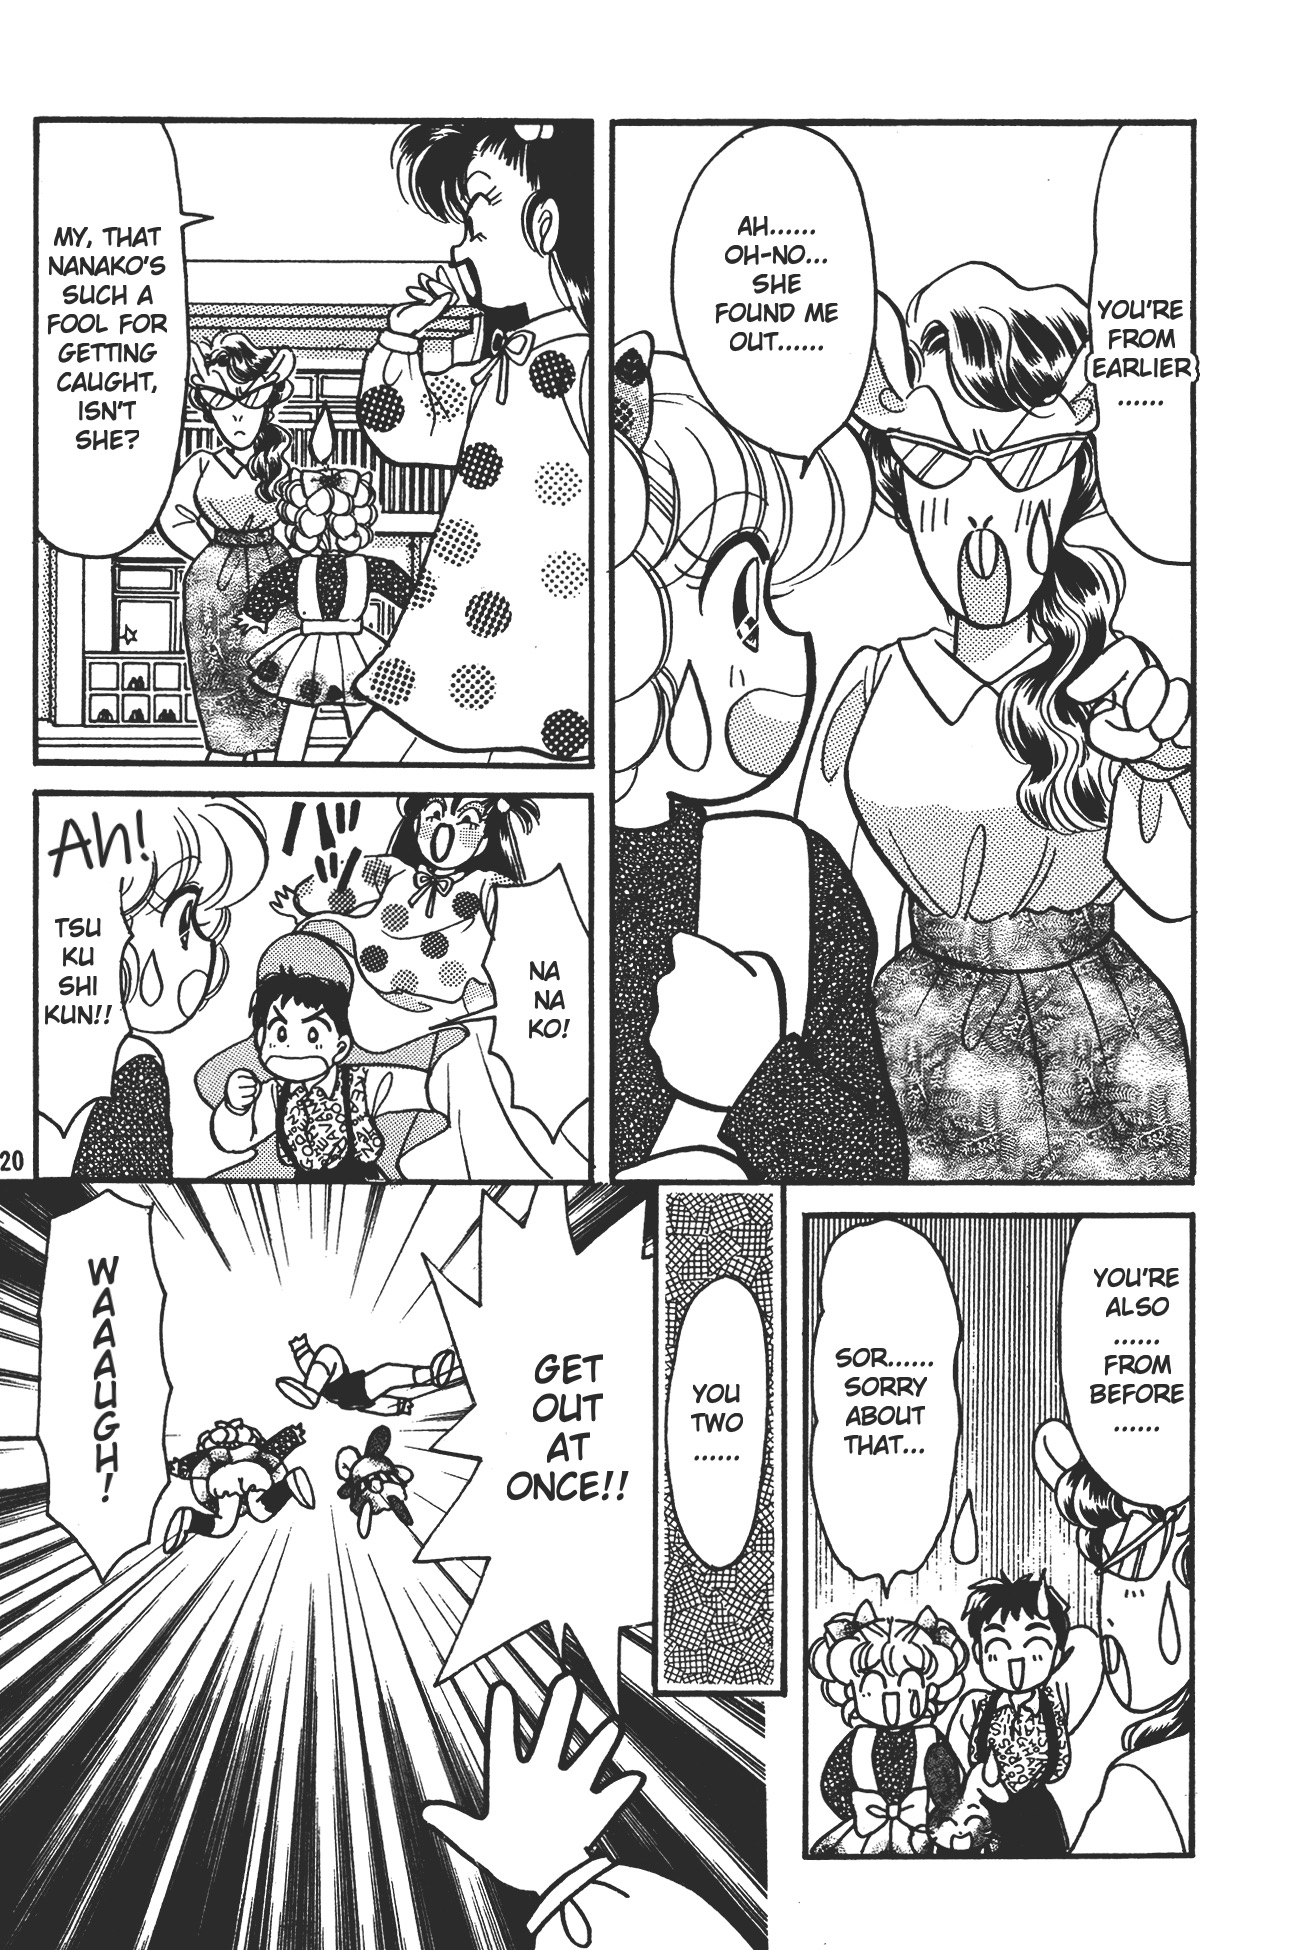 YOU'RE
FROM
EARLIER
......
AH......
OH-NO...
SHE
FOUND ME
OUT......
MY, THAT
NANAKO'S
SUCH A
FOOL FOR
GETTING
CAUGHT,
ISN'T
SHE?
NA
NA
KO!
Ah!
TSU
KU
SHI
KUN!!
20
YOU'RE
ALSO
......
FROM
BEFORE
......
SOR......
SORRY
ABOUT
THAT...
YOU
TWO
......
GET
OUT
AT
ONCE!!
WAAAUGH!